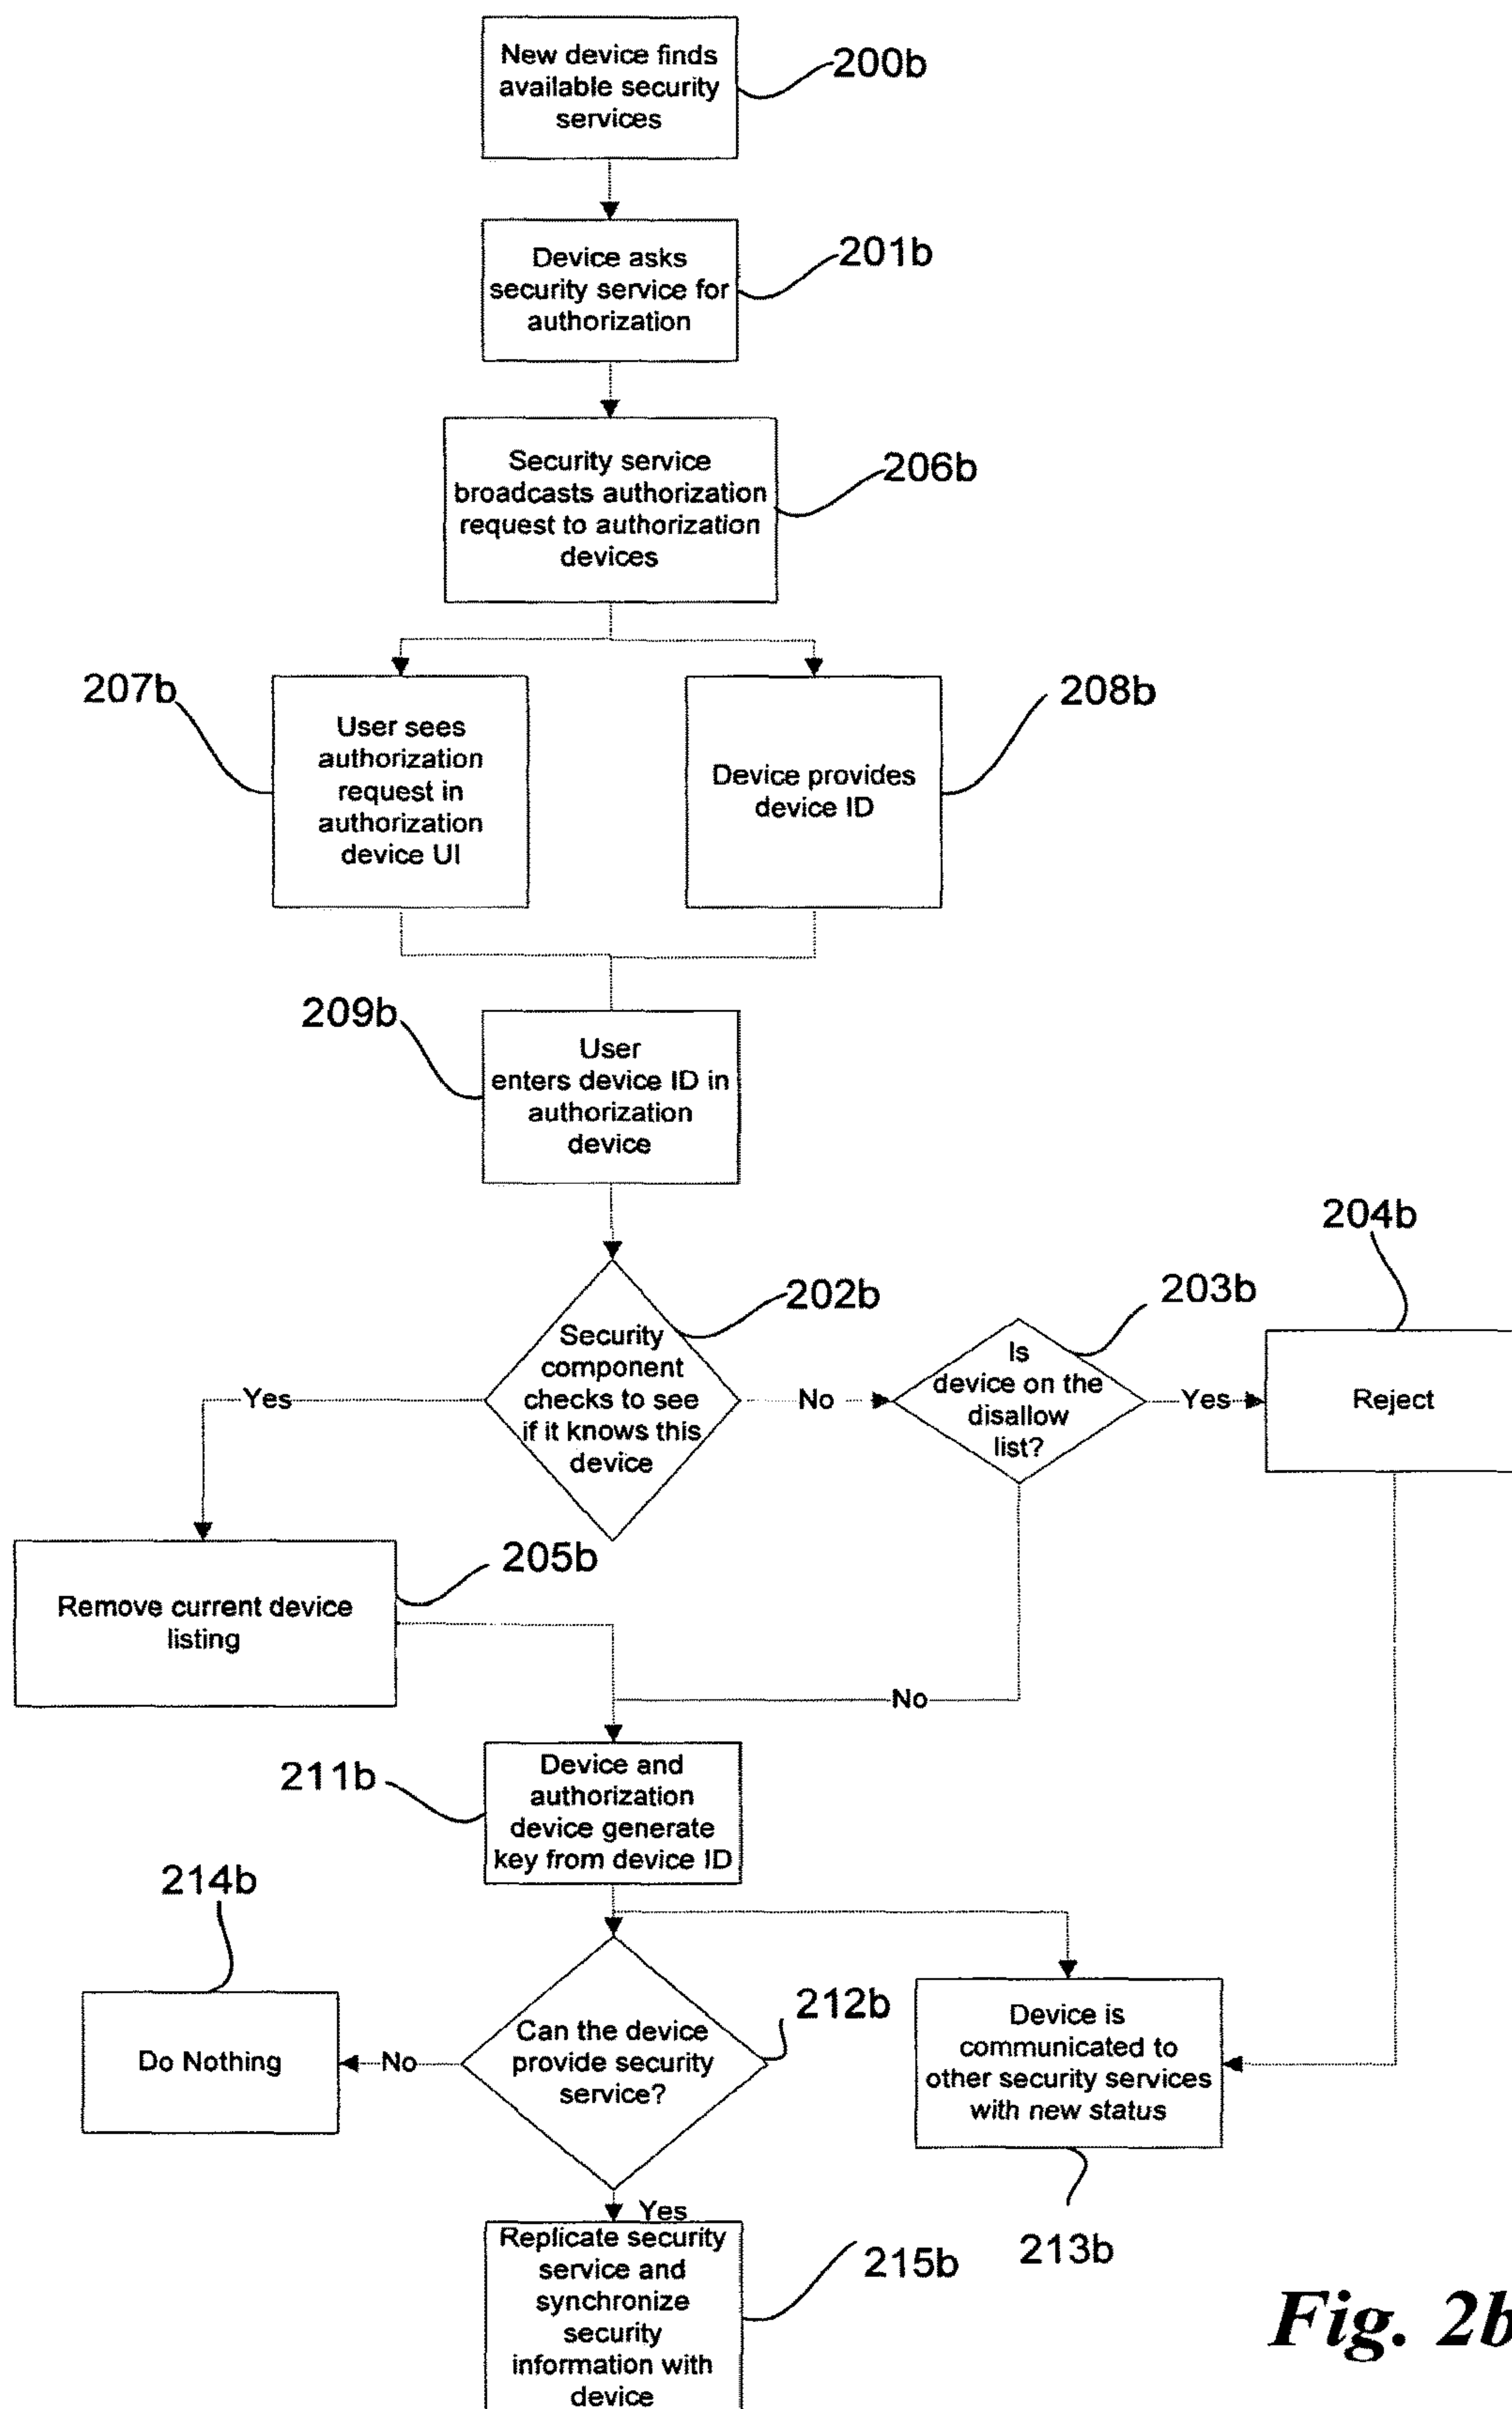 New device finds
available security
services
200b
Device asks
security service for
authorization
201b
Security service
broadcasts authorization
request to authorization
devices
206b
207b
User sees
authorization
request in
authorization
device UI
Device provides
device ID
208b
209b
User
enters device ID in
authorization
device
202b
Security
component
checks to see
if it knows this
device
Yes
No
203b
Is
device on the
disallow
list?
Yes
204b
Reject
205b
Remove current device
listing
No
211b
Device and
authorization
device generate
key from device ID
214b
Do Nothing
No
212b
Can the device
provide security
service?
Device is
communicated to
other security services
with new status
213b
Yes
Replicate security
service and
synchronize
security
information with
device
215b
Fig. 2b